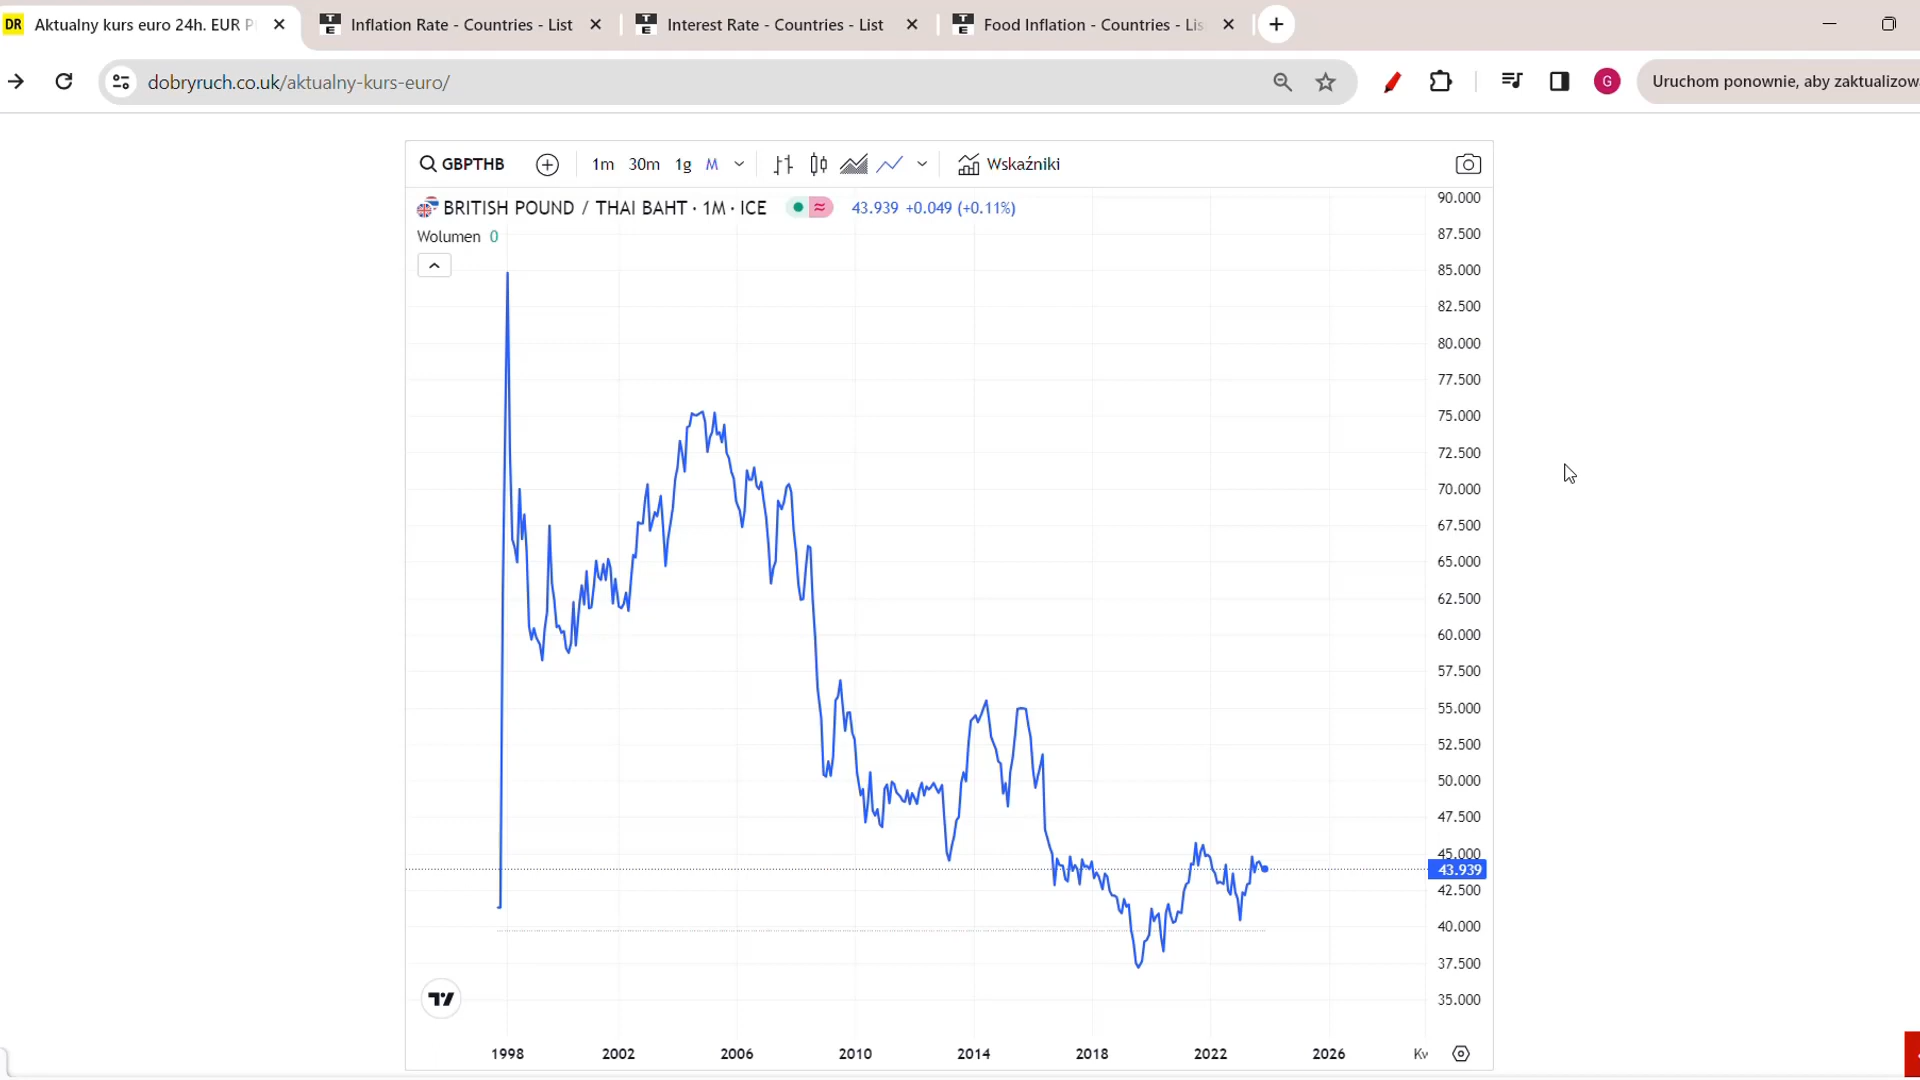 DR Aktualny kurs euro 24h. EUR P
TE Inflation Rate - Countries - List
TE Interest Rate - Countries - List
TE Food Inflation - Countries - Lis
dobryruch.co.uk/aktualny-kurs-euro/
G
Uruchom ponownie, aby zaktualizow
GBPTHB
1m 30m 1g M
Wskaźniki
BRITISH POUND / THAI BAHT · 1M · ICE
43.939 +0.049 (+0.11%)
Wolumen 0
90.000
87.500
85.000
82.500
80.000
77.500
75.000
72.500
70.000
67.500
65.000
62.500
60.000
57.500
55.000
52.500
50.000
47.500
45.000
43.939
42.500
40.000
37.500
35.000
1998 2002 2006 2010 2014 2018 2022 2026